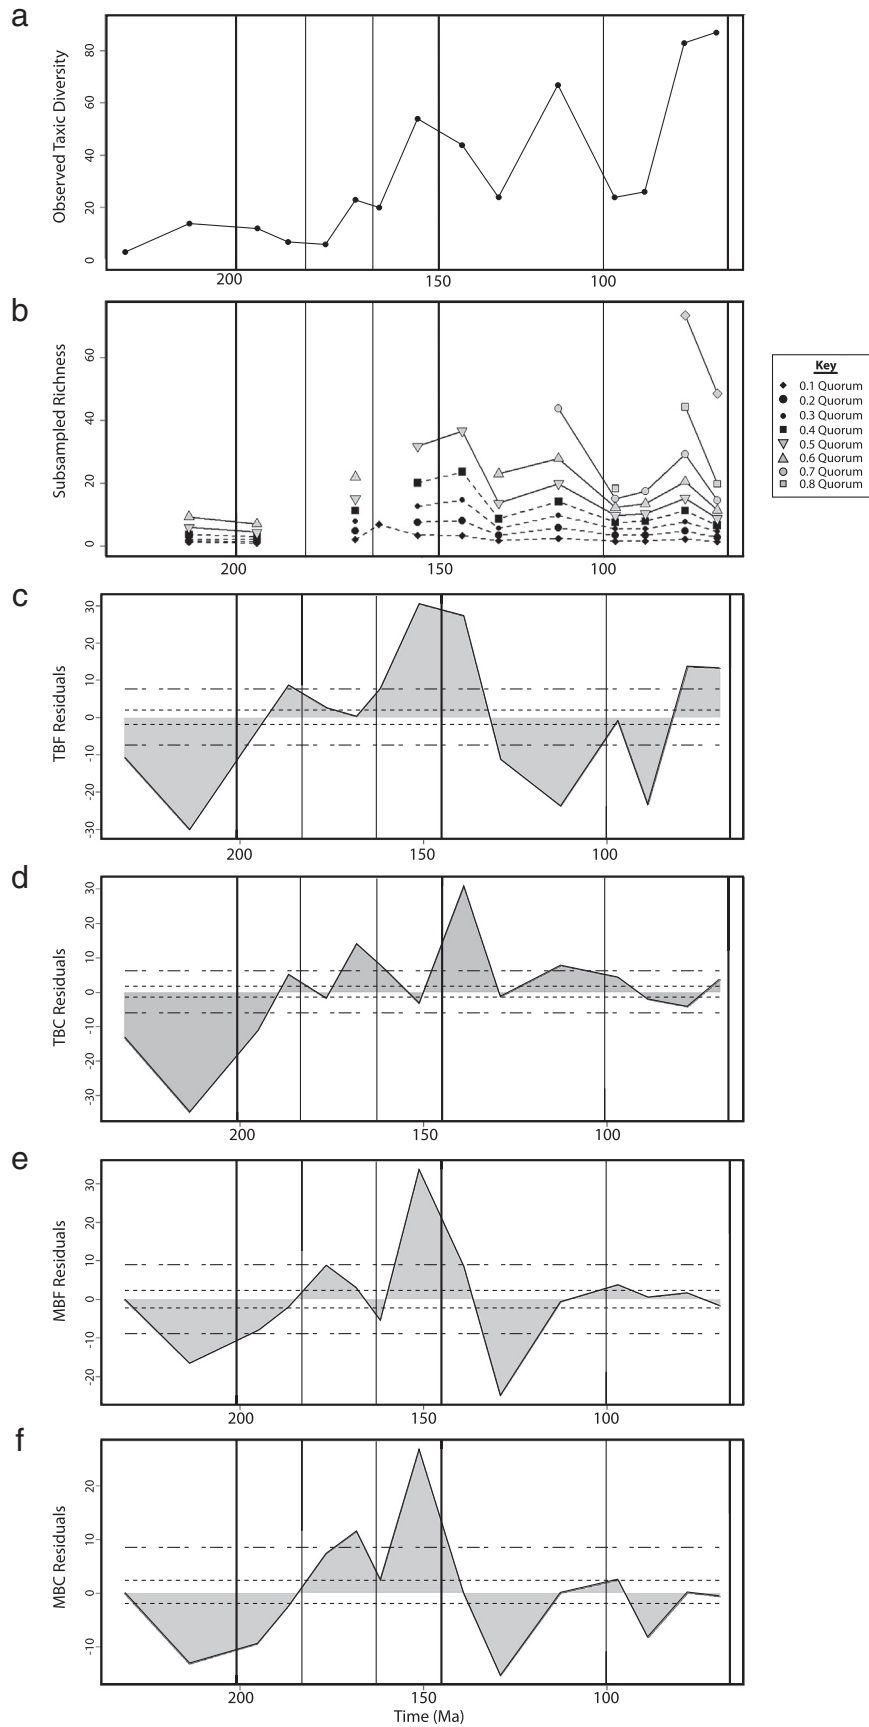 a
Observed Taxic Diversity
80
60
40
20
0
200
150
100
b
Subsampled Richness
60
40
20
0
200
150
100
Key
0.1 Quorum
0.2 Quorum
0.3 Quorum
0.4 Quorum
0.5 Quorum
0.6 Quorum
0.7 Quorum
0.8 Quorum
c
TBF Residuals
30
20
10
0
-10
-20
-30
200
150
100
d
TBC Residuals
30
20
10
0
-10
-20
-30
200
150
100
e
MBF Residuals
30
20
10
0
-10
-20
200
150
100
f
MBC Residuals
20
10
0
-10
200
150
100
Time (Ma)